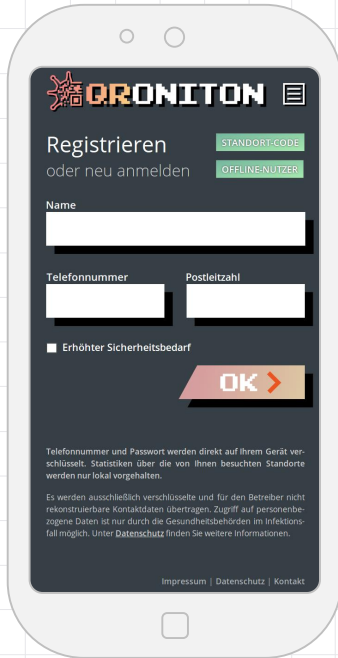 QRONITON
Registrieren
STANDORT-CODE
oder neu anmelden
OFFLINE-NUTZER
Name
Telefonnummer Postleitzahl
Erhöhter Sicherheitsbedarf
OK
Telefonnummer und Passwort werden direkt auf Ihrem Gerät ver-
schlüsselt. Statistiken über die von Ihnen besuchten Standorte
werden nur lokal vorgehalten.
Es werden ausschließlich verschlüsselte und für den Betreiber nicht
rekonstruierbare Kontaktdaten übertragen. Zugriff auf personenbe-
zogene Daten ist nur durch die Gesundheitsbehörden im Infektions-
fall möglich. Unter Datenschutz finden Sie weitere Informationen.
Impressum | Datenschutz | Kontakt